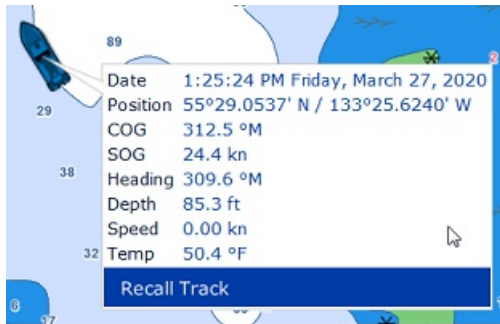 89
Date 1:25:24 PM Friday, March 27, 2020
Position 55°29.0537' N / 133°25.6240' W
29
COG 312.5 °M
SOG 24.4 kn
38
Heading 309.6 °M
Depth 85.3 ft
Speed 0.00 kn
32
Temp 50.4 °F
Recall Track
6
17